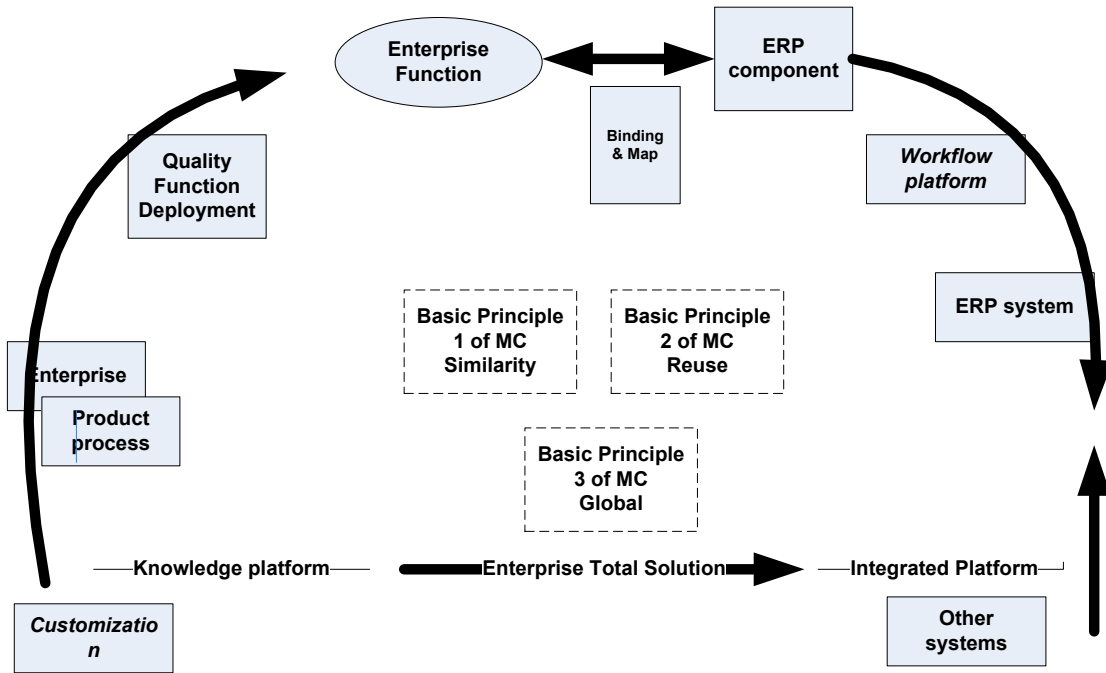 Enterprise
Function
ERP
component
Binding
& Map
Quality
Function
Deployment
Workflow
platform
Basic Principle
1 of MC
Similarity
Basic Principle
2 of MC
Reuse
ERP system
Enterprise
Product
process
Basic Principle
3 of MC
Global
Knowledge platform
Enterprise Total Solution
Integrated Platform
Customizatio
n
Other
systems